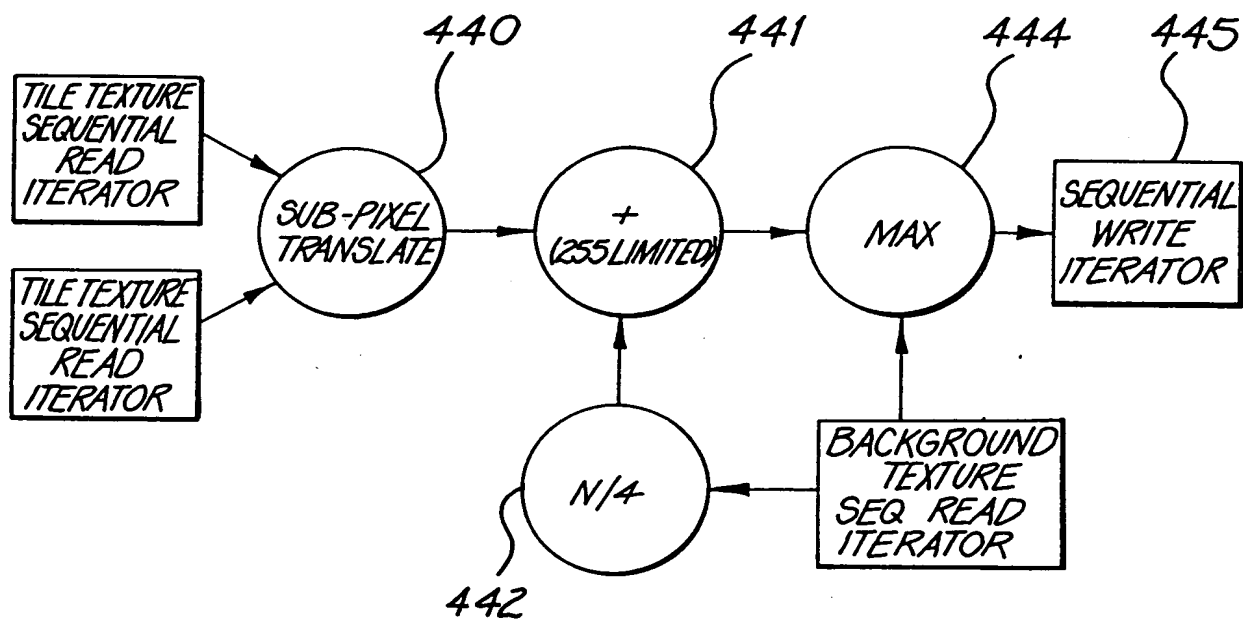 440
441
444
445
TILE TEXTURE
SEQUENTIAL
READ
ITERATOR
SUB-PIXEL
TRANSLATE
+
(255 LIMITED)
MAX
SEQUENTIAL
WRITE
ITERATOR
TILE TEXTURE
SEQUENTIAL
READ
ITERATOR
N/4
BACKGROUND
TEXTURE
SEQ READ
ITERATOR
442